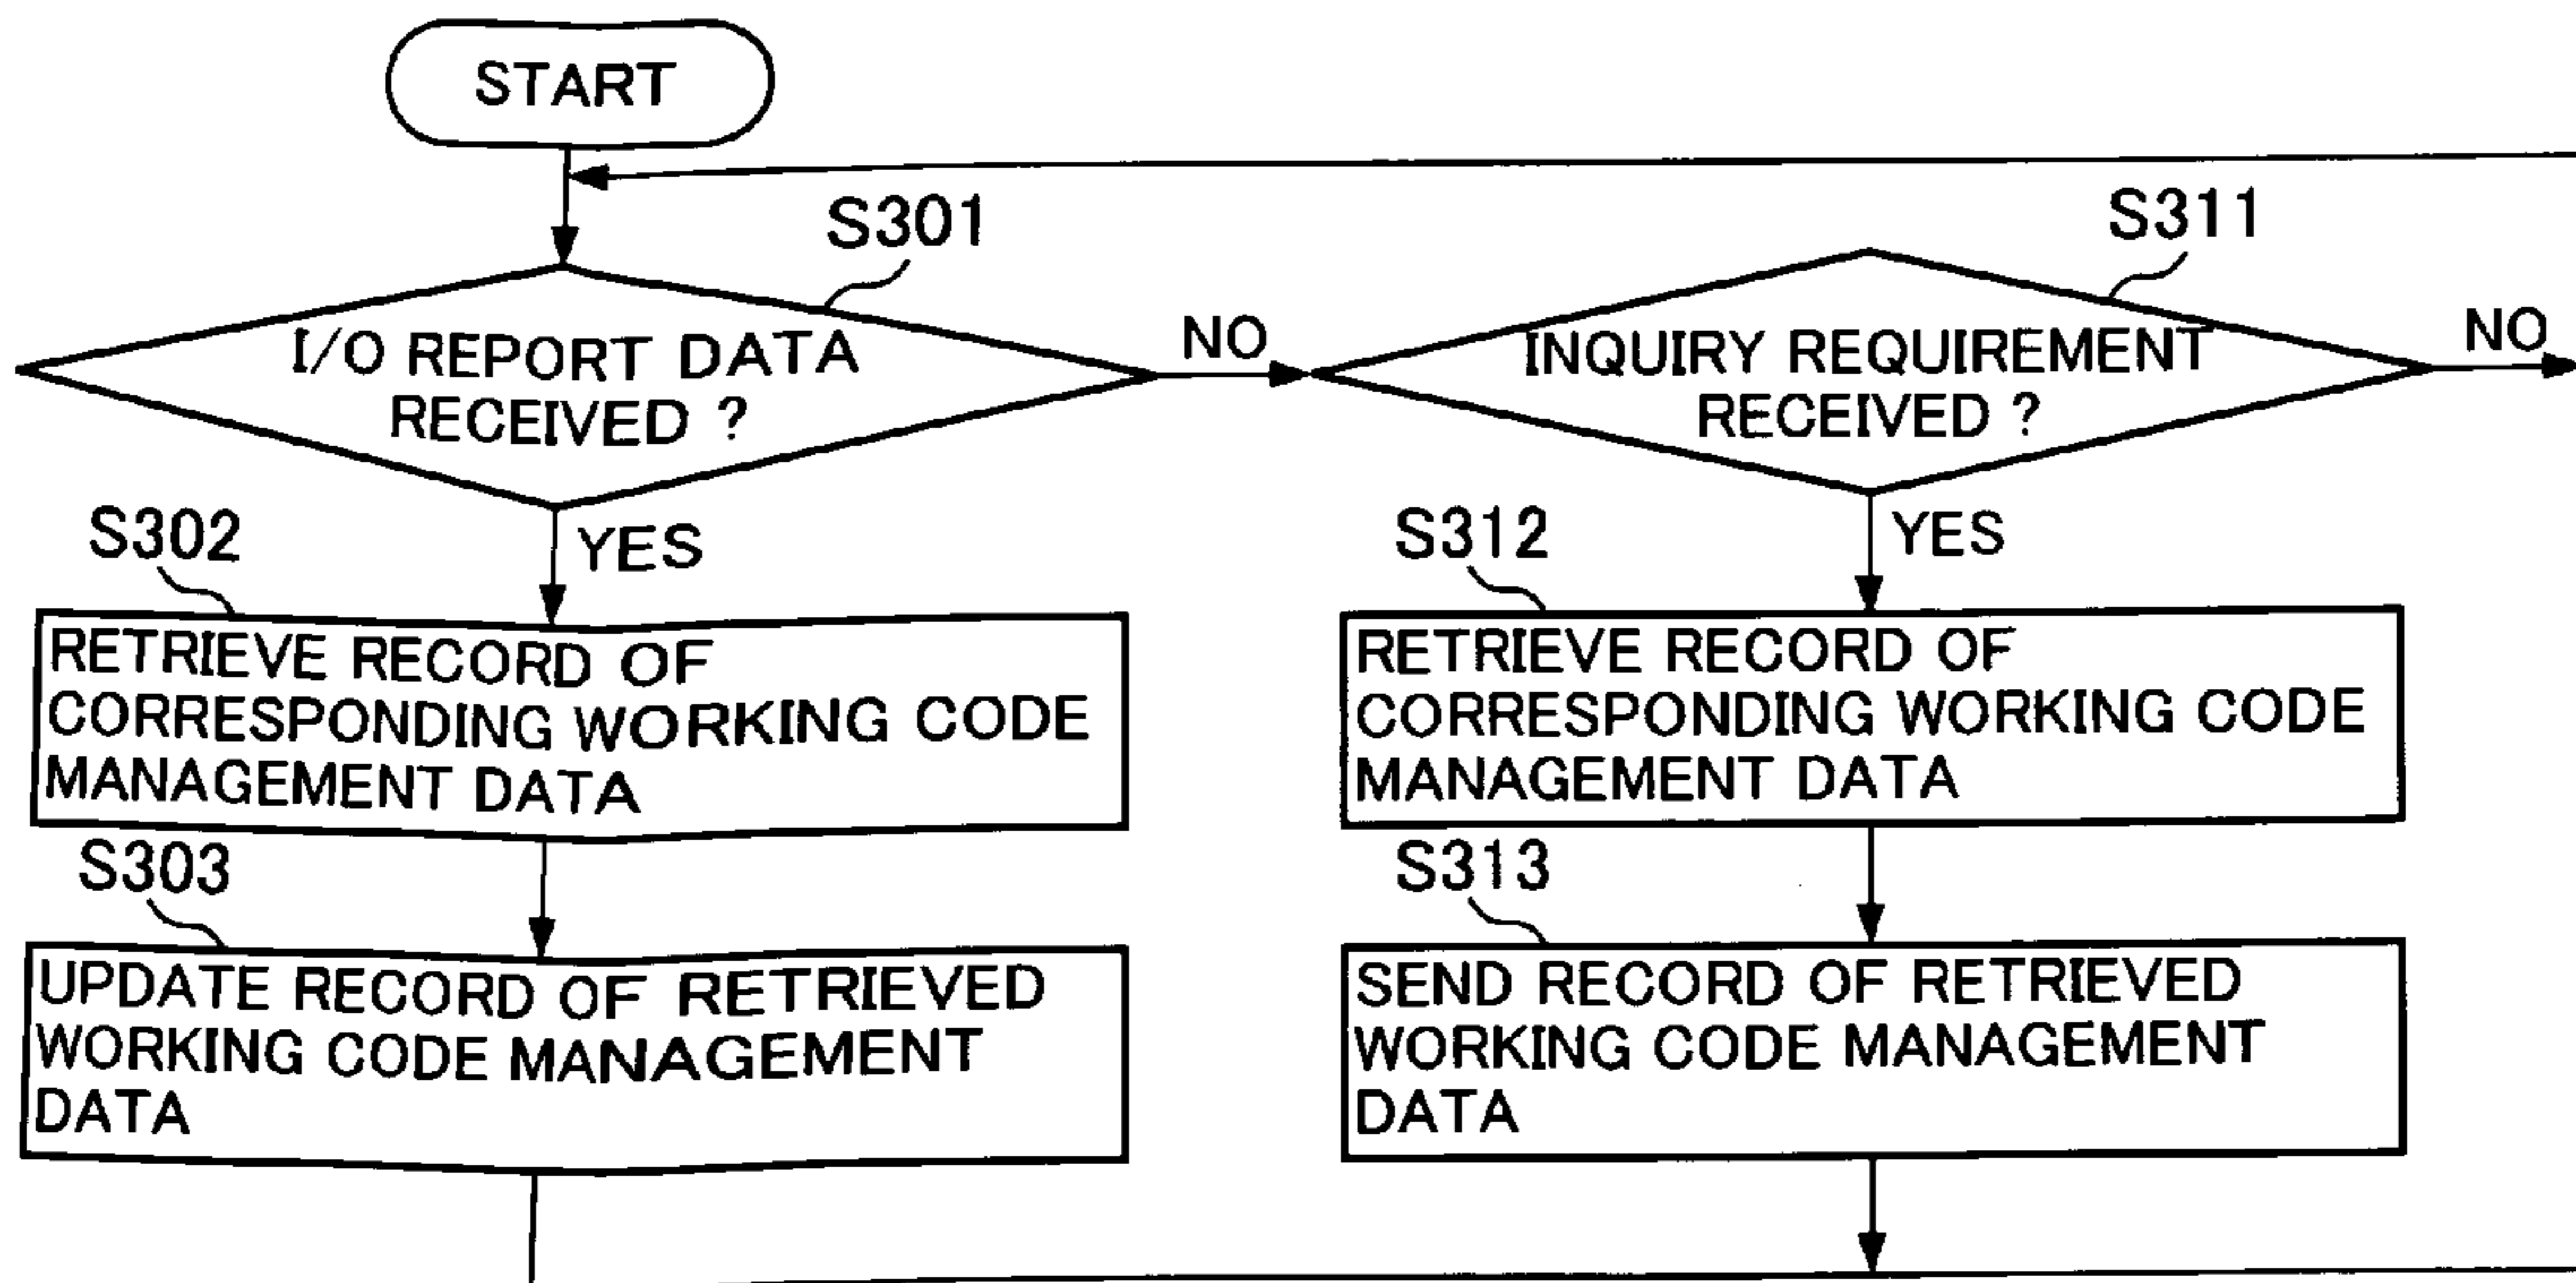 START
S301
I/O REPORT DATA
RECEIVED ?
NO
YES
S302
RETRIEVE RECORD OF
CORRESPONDING WORKING CODE
MANAGEMENT DATA
S303
UPDATE RECORD OF RETRIEVED
WORKING CODE MANAGEMENT
DATA
S311
INQUIRY REQUIREMENT
RECEIVED ?
NO
YES
S312
RETRIEVE RECORD OF
CORRESPONDING WORKING CODE
MANAGEMENT DATA
S313
SEND RECORD OF RETRIEVED
WORKING CODE MANAGEMENT
DATA